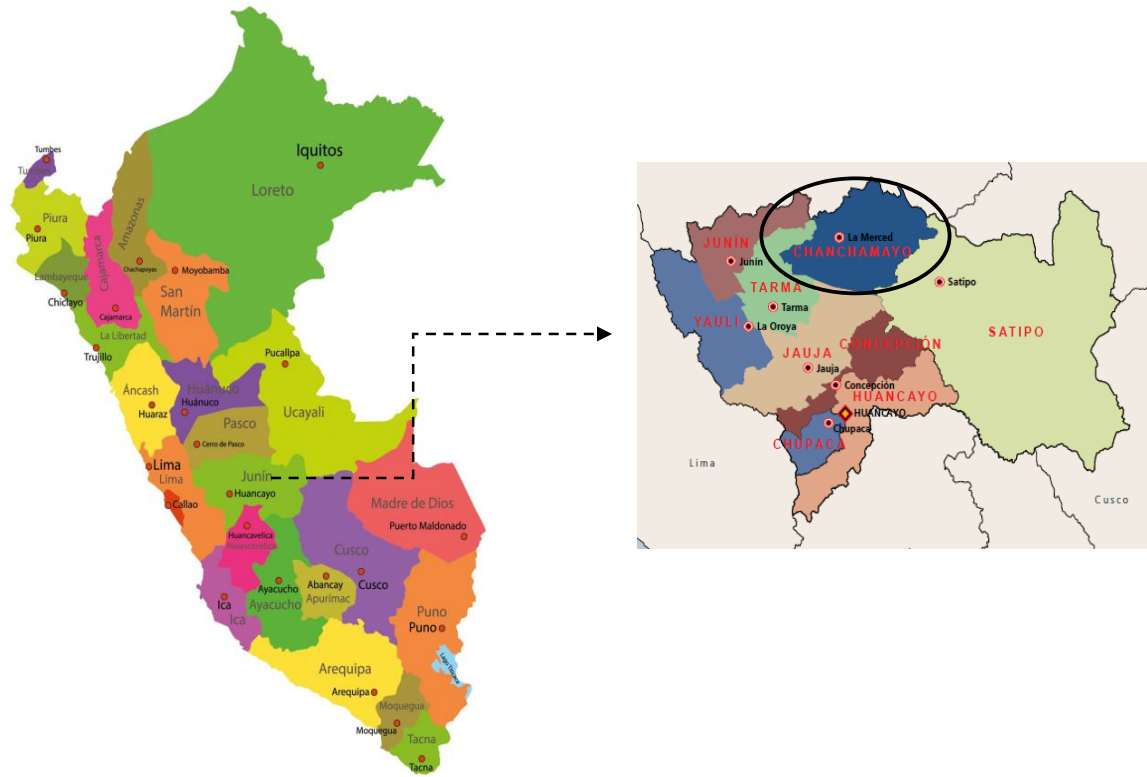 Tumbes
Tumbes
Piura
Piura
Lambayeque
Chiclayo
Cajamarca
Cajamarca
Amazonas
Chachapoyas
Moyobamba
San
Martín
Iquitos
Loreto
La Libertad
Trujillo
Áncash
Huaraz
Huánuco
Huánuco
Pucallpa
Ucayali
Pasco
Cerro de Pasco
Lima
Lima
Callao
Junín
Huancayo
Madre de Dios
Puerto Maldonado
Huancavelica
Huancavelica
Cusco
Cusco
Ica
Ica
Ayacucho
Ayacucho
Abancay
Apurímac
Puno
Puno
Lago Titicaca
Arequipa
Arequipa
Moquegua
Moquegua
Tacna
Tacna
JUNÍN
Junín
La Merced
CHANCHAMAYO
TARMA
Tarma
Satipo
YAULI
La Oroya
SATIPO
CONCEPCIÓN
JAUJA
Jauja
Concepción
HUANCAYO
HUANCAYO
Chupaca
CHUPACA
Lima
Cusco